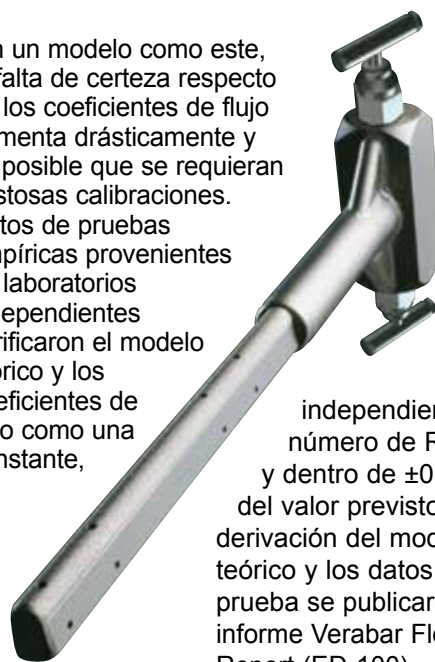 un modelo como este,
falta de certeza respecto
los coeficientes de flujo
menta drásticamente y
posible que se requieran
stosas calibraciones.
tos de pruebas
píricas provenientes
laboratorios
dependientes
rificaron el modelo
rico y los
eficientes de
o como una
nstante,
independien
número de R
y dentro de ±0
del valor previsto
derivación del mod
teórico y los datos
prueba se publicar
informe Verabar Flo
Report (ED-100)